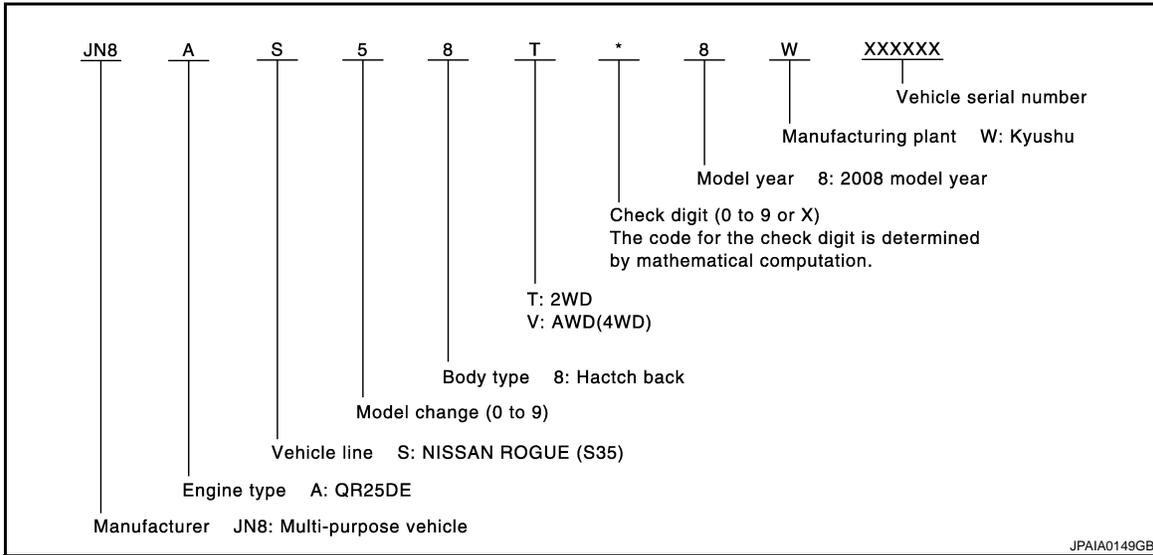 JN8 A S 5 8 T * 8 W XXXXXX
Vehicle serial number
Manufacturing plant W: Kyushu
Model year 8: 2008 model year
Check digit (0 to 9 or X)
The code for the check digit is determined
by mathematical computation.
T: 2WD
V: AWD(4WD)
Body type 8: Hactch back
Model change (0 to 9)
Vehicle line S: NISSAN ROGUE (S35)
Engine type A: QR25DE
Manufacturer JN8: Multi-purpose vehicle
JPAIA0149GB